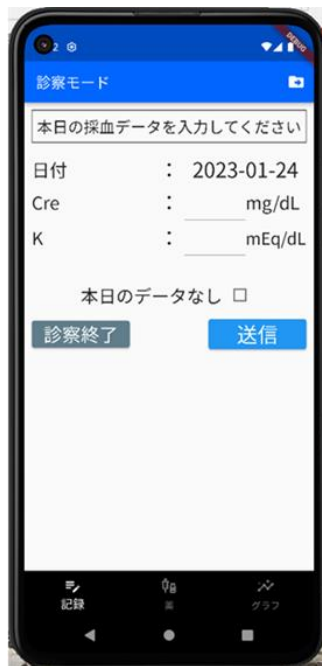 2
DEBUG
診察モード
本日の採血データを入力してください
日付 : 2023-01-24
Cre : mg/dL
K : mEq/dL
本日のデータなし
診察終了 送信
記録 薬 グラフ